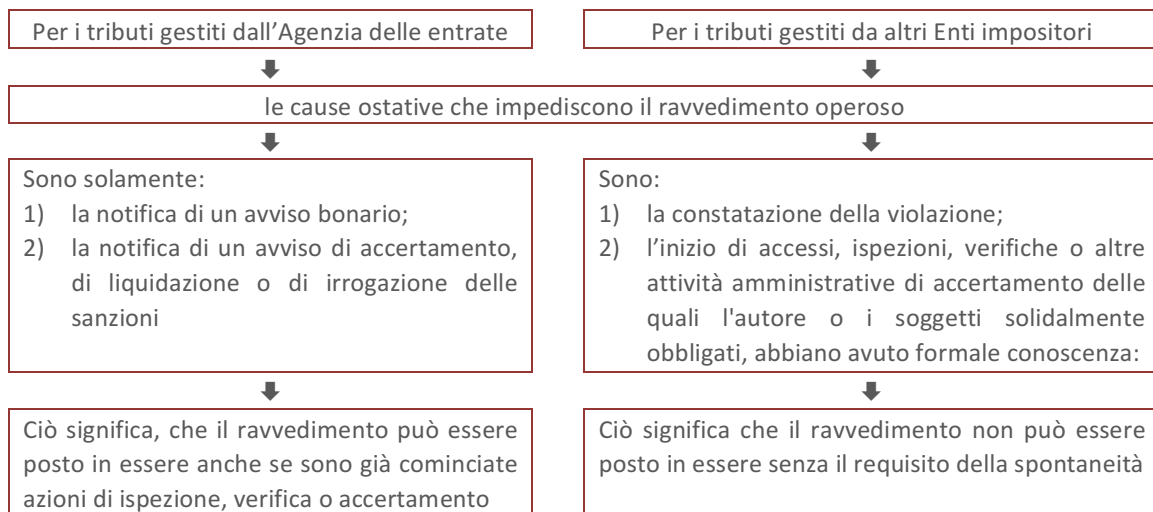 Per i tributi gestiti dall’Agenzia delle entrate
Per i tributi gestiti da altri Enti impositori
le cause ostative che impediscono il ravvedimento operoso
Sono solamente:
1) la notifica di un avviso bonario;
2) la notifica di un avviso di accertamento,
di liquidazione o di irrogazione delle
sanzioni
Sono:
1) la constatazione della violazione;
2) l’inizio di accessi, ispezioni, verifiche o altre
attività amministrative di accertamento delle
quali l'autore o i soggetti solidalmente
obbligati, abbiano avuto formale conoscenza:
Ciò significa, che il ravvedimento può essere
posto in essere anche se sono già cominciate
azioni di ispezione, verifica o accertamento
Ciò significa che il ravvedimento non può essere
posto in essere senza il requisito della spontaneità